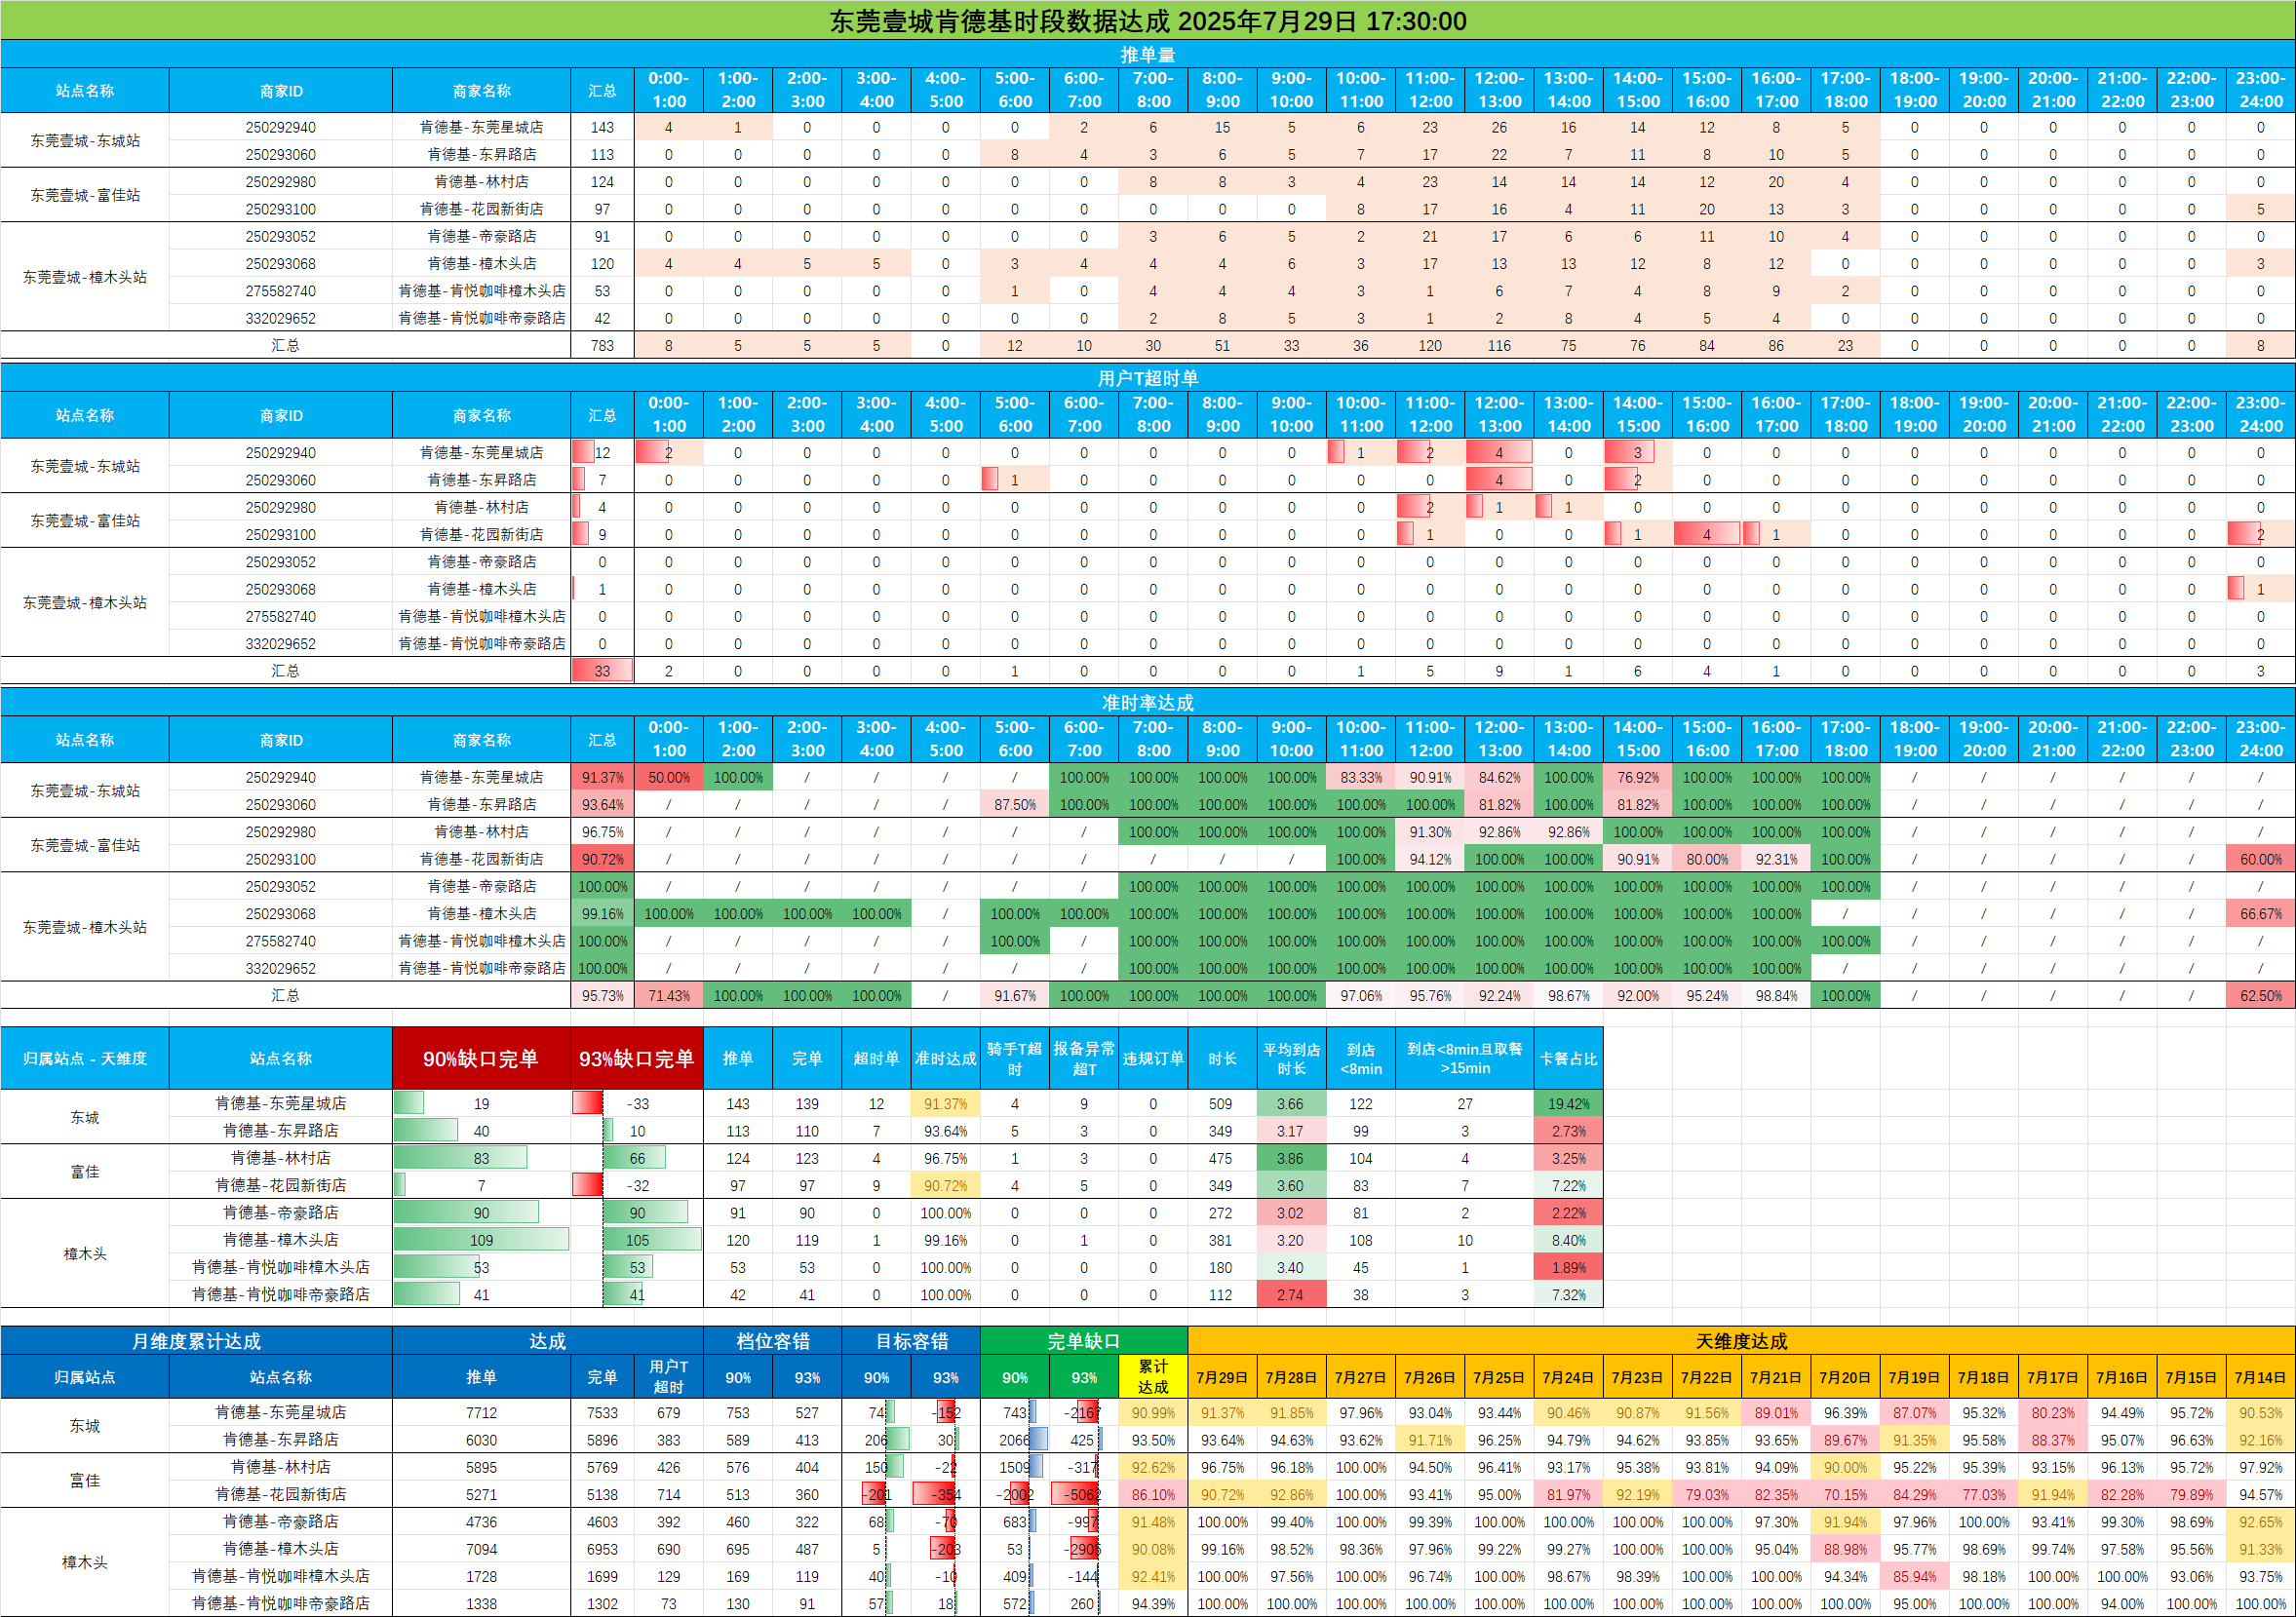 东莞壹城肯德基时段数据达成 2025年7月29日 17:30:00
推单量
站点名称 商家ID 商家名称 汇总 0:00-1:00 1:00-2:00 2:00-3:00 3:00-4:00 4:00-5:00 5:00-6:00 6:00-7:00 7:00-8:00 8:00-9:00 9:00-10:00 10:00-11:00 11:00-12:00 12:00-13:00 13:00-14:00 14:00-15:00 15:00-16:00 16:00-17:00 17:00-18:00 18:00-19:00 19:00-20:00 20:00-21:00 21:00-22:00 22:00-23:00 23:00-24:00
东莞壹城-东城站 250292940 肯德基-东莞星城店 143 4 1 0 0 0 0 2 6 15 5 6 23 26 16 14 12 8 5 0 0 0 0 0 0
250293060 肯德基-东昇路店 113 0 0 0 0 0 8 4 3 6 5 7 17 22 7 11 8 10 5 0 0 0 0 0 0
东莞壹城-富佳站 250292980 肯德基-林村店 124 0 0 0 0 0 0 0 8 8 3 4 23 14 14 14 12 20 4 0 0 0 0 0 0
250293100 肯德基-花园新街店 97 0 0 0 0 0 0 0 0 0 0 8 17 16 4 11 20 13 3 0 0 0 0 0 5
东莞壹城-樟木头站 250293052 肯德基-帝豪路店 91 0 0 0 0 0 0 0 3 6 5 2 21 17 6 6 11 10 4 0 0 0 0 0 0
250293068 肯德基-樟木头店 120 4 4 5 5 0 3 4 4 4 6 3 17 13 13 12 8 12 0 0 0 0 0 0 3
275582740 肯德基-肯悦咖啡樟木头店 53 0 0 0 0 0 1 0 4 4 4 3 1 6 7 4 8 9 2 0 0 0 0 0 0
332029652 肯德基-肯悦咖啡帝豪路店 42 0 0 0 0 0 0 0 2 8 5 3 1 2 8 4 5 4 0 0 0 0 0 0 0
汇总 783 8 5 5 5 0 12 10 30 51 33 36 120 116 75 76 84 86 23 0 0 0 0 0 8
用户T超时单
站点名称 商家ID 商家名称 汇总 0:00-1:00 1:00-2:00 2:00-3:00 3:00-4:00 4:00-5:00 5:00-6:00 6:00-7:00 7:00-8:00 8:00-9:00 9:00-10:00 10:00-11:00 11:00-12:00 12:00-13:00 13:00-14:00 14:00-15:00 15:00-16:00 16:00-17:00 17:00-18:00 18:00-19:00 19:00-20:00 20:00-21:00 21:00-22:00 22:00-23:00 23:00-24:00
东莞壹城-东城站 250292940 肯德基-东莞星城店 12 2 0 0 0 0 0 0 0 0 0 1 2 4 0 3 0 0 0 0 0 0 0 0 0
250293060 肯德基-东昇路店 7 0 0 0 0 0 1 0 0 0 0 0 0 4 0 2 0 0 0 0 0 0 0 0 0
东莞壹城-富佳站 250292980 肯德基-林村店 4 0 0 0 0 0 0 0 0 0 0 0 2 1 1 0 0 0 0 0 0 0 0 0 0
250293100 肯德基-花园新街店 9 0 0 0 0 0 0 0 0 0 0 0 1 0 0 1 4 1 0 0 0 0 0 0 2
东莞壹城-樟木头站 250293052 肯德基-帝豪路店 0 0 0 0 0 0 0 0 0 0 0 0 0 0 0 0 0 0 0 0 0 0 0 0 0
250293068 肯德基-樟木头店 1 0 0 0 0 0 0 0 0 0 0 0 0 0 0 0 0 0 0 0 0 0 0 0 1
275582740 肯德基-肯悦咖啡樟木头店 0 0 0 0 0 0 0 0 0 0 0 0 0 0 0 0 0 0 0 0 0 0 0 0 0
332029652 肯德基-肯悦咖啡帝豪路店 0 0 0 0 0 0 0 0 0 0 0 0 0 0 0 0 0 0 0 0 0 0 0 0 0
汇总 33 2 0 0 0 0 1 0 0 0 0 1 5 9 1 6 4 1 0 0 0 0 0 0 3
准时率达成
站点名称 商家ID 商家名称 汇总 0:00-1:00 1:00-2:00 2:00-3:00 3:00-4:00 4:00-5:00 5:00-6:00 6:00-7:00 7:00-8:00 8:00-9:00 9:00-10:00 10:00-11:00 11:00-12:00 12:00-13:00 13:00-14:00 14:00-15:00 15:00-16:00 16:00-17:00 17:00-18:00 18:00-19:00 19:00-20:00 20:00-21:00 21:00-22:00 22:00-23:00 23:00-24:00
东莞壹城-东城站 250292940 肯德基-东莞星城店 91.37% 50.00% 100.00% / / / / 100.00% 100.00% 100.00% 100.00% 83.33% 90.91% 84.62% 100.00% 76.92% 100.00% 100.00% 100.00% / / / / / /
250293060 肯德基-东昇路店 93.64% / / / / / 87.50% 100.00% 100.00% 100.00% 100.00% 100.00% 100.00% 81.82% 100.00% 81.82% 100.00% 100.00% 100.00% / / / / / /
东莞壹城-富佳站 250292980 肯德基-林村店 96.75% / / / / / / / 100.00% 100.00% 100.00% 100.00% 91.30% 92.86% 92.86% 100.00% 100.00% 100.00% 100.00% / / / / / /
250293100 肯德基-花园新街店 90.72% / / / / / / / / / / 100.00% 94.12% 100.00% 100.00% 90.91% 80.00% 92.31% 100.00% / / / / / 60.00%
东莞壹城-樟木头站 250293052 肯德基-帝豪路店 100.00% / / / / / / / 100.00% 100.00% 100.00% 100.00% 100.00% 100.00% 100.00% 100.00% 100.00% 100.00% 100.00% / / / / / /
250293068 肯德基-樟木头店 99.16% 100.00% 100.00% 100.00% 100.00% / 100.00% 100.00% 100.00% 100.00% 100.00% 100.00% 100.00% 100.00% 100.00% 100.00% 100.00% 100.00% / / / / / / 66.67%
275582740 肯德基-肯悦咖啡樟木头店 100.00% / / / / / 100.00% / 100.00% 100.00% 100.00% 100.00% 100.00% 100.00% 100.00% 100.00% 100.00% 100.00% 100.00% / / / / / /
332029652 肯德基-肯悦咖啡帝豪路店 100.00% / / / / / / / 100.00% 100.00% 100.00% 100.00% 100.00% 100.00% 100.00% 100.00% 100.00% 100.00% / / / / / / /
汇总 95.73% 71.43% 100.00% 100.00% 100.00% / 91.67% 100.00% 100.00% 100.00% 100.00% 97.06% 95.76% 92.24% 98.67% 92.00% 95.24% 98.84% 100.00% / / / / / 62.50%
归属站点 - 天维度 站点名称 90%缺口完单 93%缺口完单 推单 完单 超时单 准时达成 骑手T超时 报备异常超T 违规订单 时长 平均到店时长 到店<8min 到店<8min且取餐>15min 卡餐占比
东城 肯德基-东莞星城店 19 -33 143 139 12 91.37% 4 9 0 509 3.66 122 27 19.42%
肯德基-东昇路店 40 10 113 110 7 93.64% 5 3 0 349 3.17 99 3 2.73%
富佳 肯德基-林村店 83 66 124 123 4 96.75% 1 3 0 475 3.86 104 4 3.25%
肯德基-花园新街店 7 -32 97 97 9 90.72% 4 5 0 349 3.60 83 7 7.22%
樟木头 肯德基-帝豪路店 90 90 91 90 0 100.00% 0 0 0 272 3.02 81 2 2.22%
肯德基-樟木头店 109 105 120 119 1 99.16% 0 1 0 381 3.20 108 10 8.40%
肯德基-肯悦咖啡樟木头店 53 53 53 53 0 100.00% 0 0 0 180 3.40 45 1 1.89%
肯德基-肯悦咖啡帝豪路店 41 41 42 41 0 100.00% 0 0 0 112 2.74 38 3 7.32%
月维度累计达成 达成 档位容错 目标容错 完单缺口 天维度达成
归属站点 站点名称 推单 完单 用户T超时 90% 93% 90% 93% 90% 93% 累计达成 7月29日 7月28日 7月27日 7月26日 7月25日 7月24日 7月23日 7月22日 7月21日 7月20日 7月19日 7月18日 7月17日 7月16日 7月15日 7月14日
东城 肯德基-东莞星城店 7712 7533 679 753 527 74 -152 743 -2167 90.99% 91.37% 91.85% 97.96% 93.04% 93.44% 90.46% 90.87% 91.56% 89.01% 96.39% 87.07% 95.32% 80.23% 94.49% 95.72% 90.53%
肯德基-东昇路店 6030 5896 383 589 413 206 30 2066 425 93.50% 93.64% 94.63% 93.62% 91.71% 96.25% 94.79% 94.62% 93.85% 93.65% 89.67% 91.35% 95.58% 88.37% 95.07% 96.63% 92.16%
富佳 肯德基-林村店 5895 5769 426 576 404 150 -22 1509 -317 92.62% 96.75% 96.18% 100.00% 94.50% 96.41% 93.17% 95.38% 93.81% 94.09% 90.00% 95.22% 95.39% 93.15% 96.13% 95.72% 97.92%
肯德基-花园新街店 5271 5138 714 513 360 -201 -354 -2002 -5062 86.10% 90.72% 92.86% 100.00% 93.41% 95.00% 81.97% 92.19% 79.03% 82.35% 70.15% 84.29% 77.03% 91.94% 82.28% 79.89% 94.57%
樟木头 肯德基-帝豪路店 4736 4603 392 460 322 68 -70 683 -997 91.48% 100.00% 99.40% 100.00% 99.39% 100.00% 100.00% 100.00% 100.00% 97.30% 91.94% 97.96% 100.00% 93.41% 99.30% 98.69% 92.65%
肯德基-樟木头店 7094 6953 690 695 487 5 -203 53 -2905 90.08% 99.16% 98.52% 98.36% 97.96% 99.22% 99.27% 100.00% 100.00% 95.04% 88.98% 95.77% 98.69% 99.74% 97.58% 95.56% 91.33%
肯德基-肯悦咖啡樟木头店 1728 1699 129 169 119 40 -10 409 -144 92.41% 100.00% 97.56% 100.00% 96.74% 100.00% 98.67% 98.39% 100.00% 100.00% 94.34% 85.94% 98.18% 100.00% 100.00% 93.06% 93.75%
肯德基-肯悦咖啡帝豪路店 1338 1302 73 130 91 57 18 572 260 94.39% 100.00% 100.00% 100.00% 100.00% 100.00% 100.00% 100.00% 100.00% 100.00% 100.00% 95.00% 100.00% 100.00% 94.00% 100.00% 100.00%